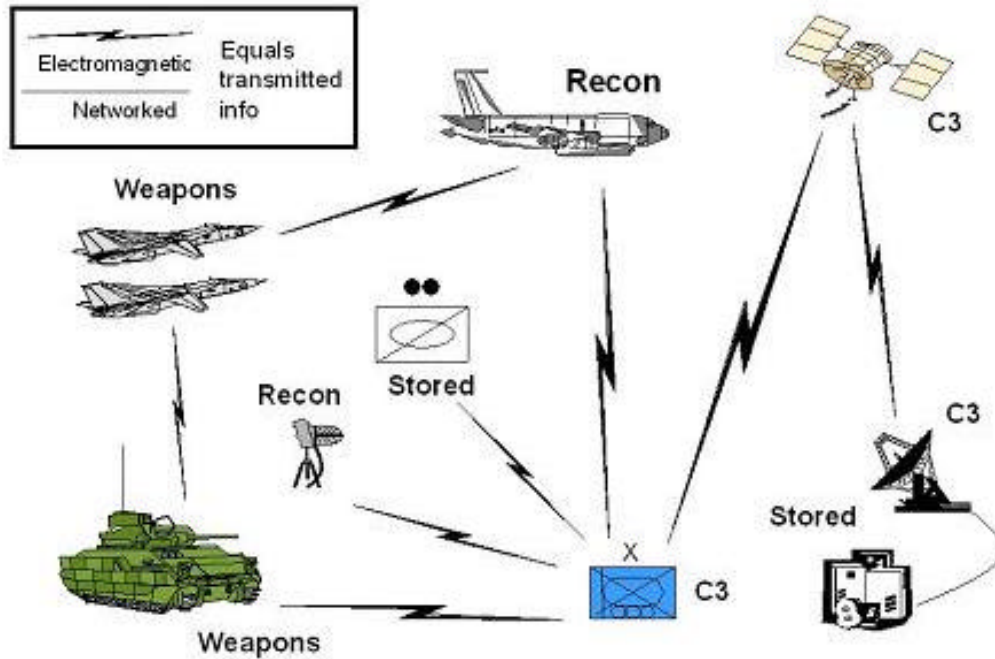 Electromagnetic
Networked
Equals
transmitted
info
Recon
C3
Weapons
Stored
Recon
C3
Stored
X
C3
Weapons